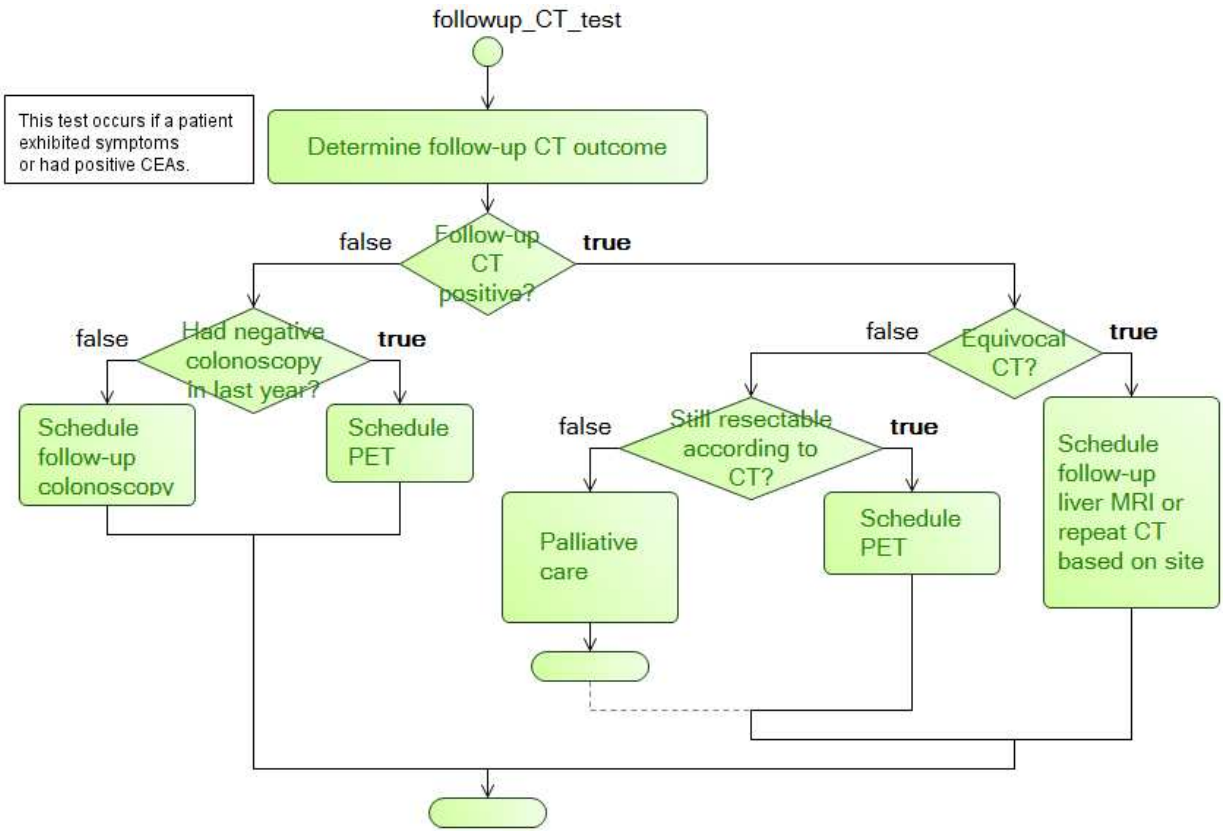 followup_CT_test
This test occurs if a patient
exhibited symptoms
or had positive CEAs.
Determine follow-up CT outcome
false
Follow-up
CT
positive?
true
false
Had negative
colonoscopy
in last year?
true
false
Equivocal
CT?
true
Schedule
follow-up
colonoscopy
Schedule
PET
false
Still resectable
according to
CT?
true
Schedule
follow-up
liver MRI or
repeat CT
based on site
Palliative
care
Schedule
PET